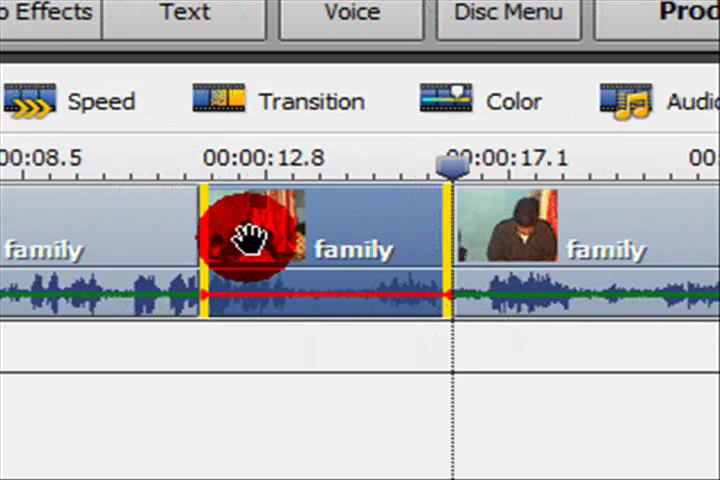 o Effects Text Voice Disc Menu Prod
Speed Transition Color Audio
00:00:08.5 00:00:12.8 00:00:17.1 00:
family family family